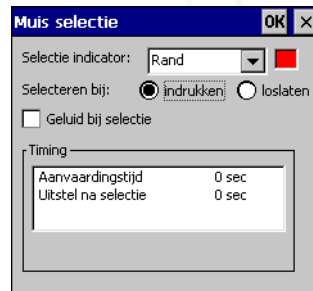 Muis selectie OK ×
Selectie indicator: Rand
Selecteren bij: indrukken loslaten
Geluid bij selectie
Timing
Aanvaardingstijd 0 sec
Uitstel na selectie 0 sec